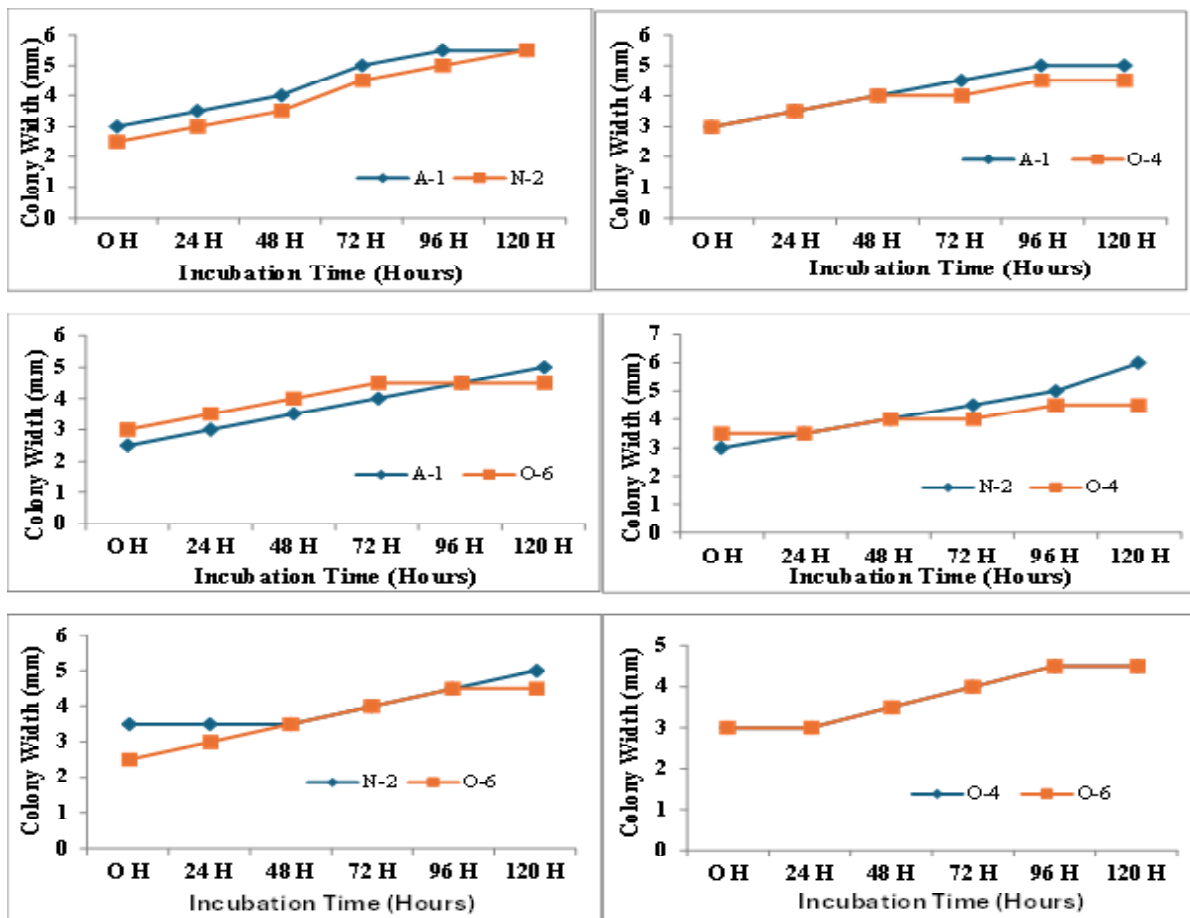 Colony Width (mm)
6
5
4
3
2
1
0
A-1 N-2
O H 24 H 48 H 72 H 96 H 120 H
Incubation Time (Hours)
Colony Width (mm)
6
5
4
3
2
1
0
A-1 O-4
O H 24 H 48 H 72 H 96 H 120 H
Incubation Time (Hours)
Colony Width (mm)
6
5
4
3
2
1
0
A-1 O-6
O H 24 H 48 H 72 H 96 H 120 H
Incubation Time (Hours)
Colony Width (mm)
7
6
5
4
3
2
1
0
N-2 O-4
O H 24 H 48 H 72 H 96 H 120 H
Incubation Time (Hours)
Colony Width (mm)
6
5
4
3
2
1
0
N-2 O-6
O H 24 H 48 H 72 H 96 H 120 H
Incubation Time (Hours)
Colony Width (mm)
5
4
3
2
1
0
O-4 O-6
O H 24 H 48 H 72 H 96 H 120 H
Incubation Time (Hours)